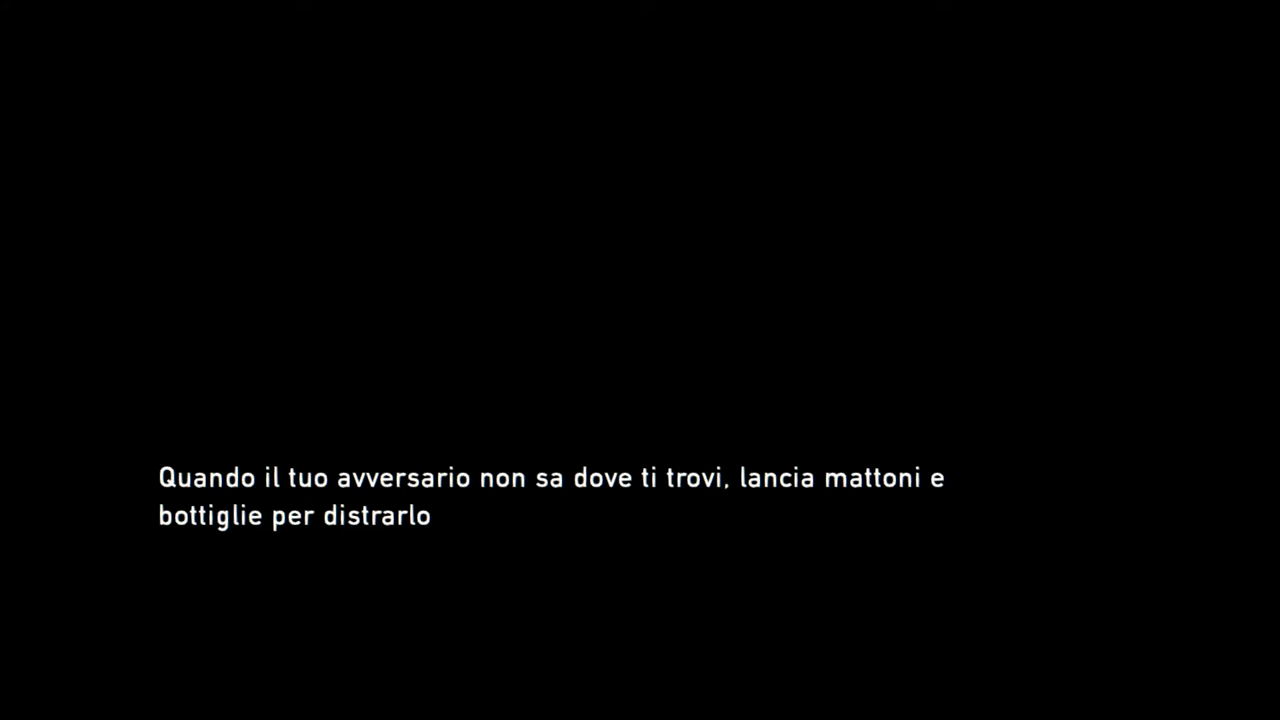 Quando il tuo avversario non sa dove ti trovi, lancia mattoni e
bottiglie per distrarlo